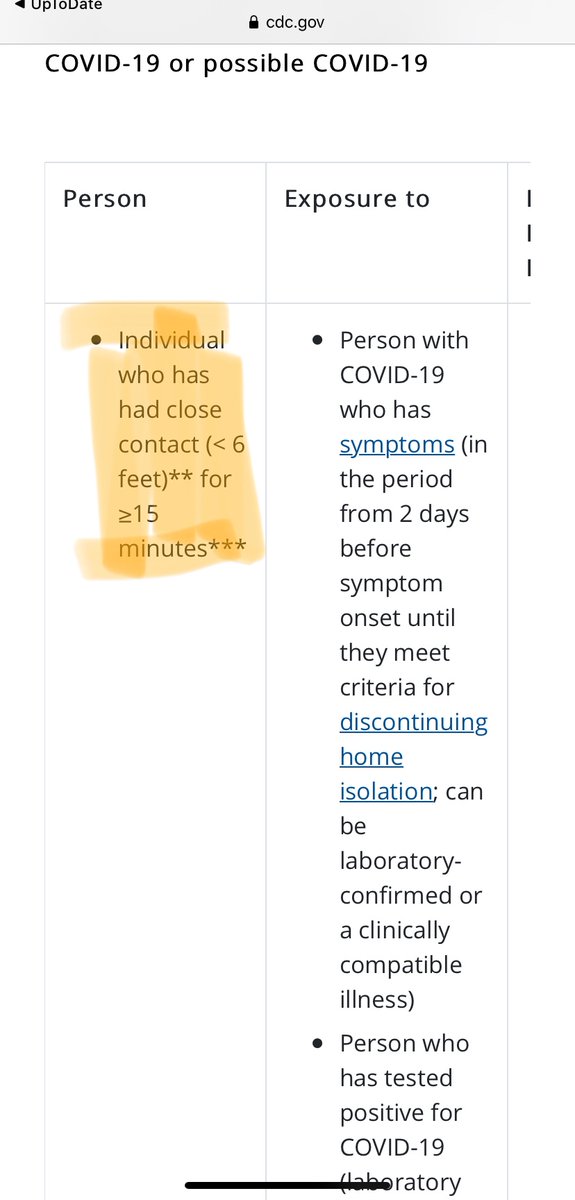 ◄ UpToDate
cdc.gov
COVID-19 or possible COVID-19
Person
Exposure to
• Individual
who has
had close
contact (< 6
feet)** for
≥15
minutes***
• Person with
COVID-19
who has
symptoms (in
the period
from 2 days
before
symptom
onset until
they meet
criteria for
discontinuing
home
isolation; can
be
laboratory-
confirmed or
a clinically
compatible
illness)
• Person who
has tested
positive for
COVID-19
(laboratory